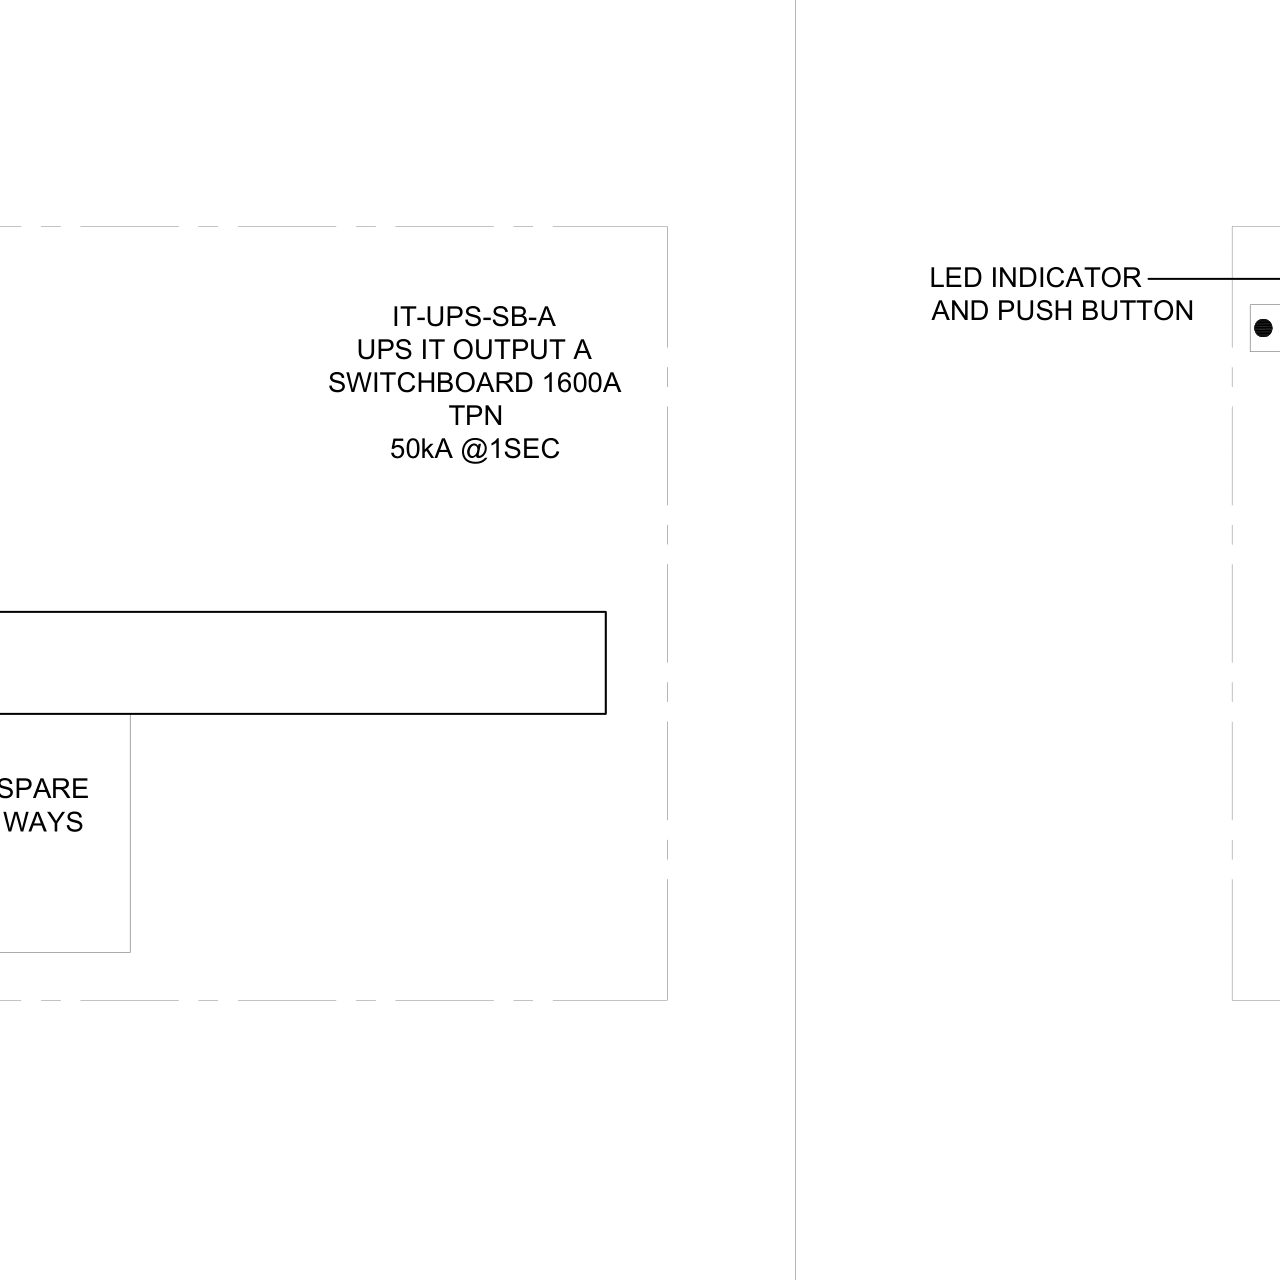 IT-UPS-SB-A
UPS IT OUTPUT A
SWITCHBOARD 1600A
TPN
50kA @1SEC
SPARE
WAYS
LED INDICATOR
AND PUSH BUTTON